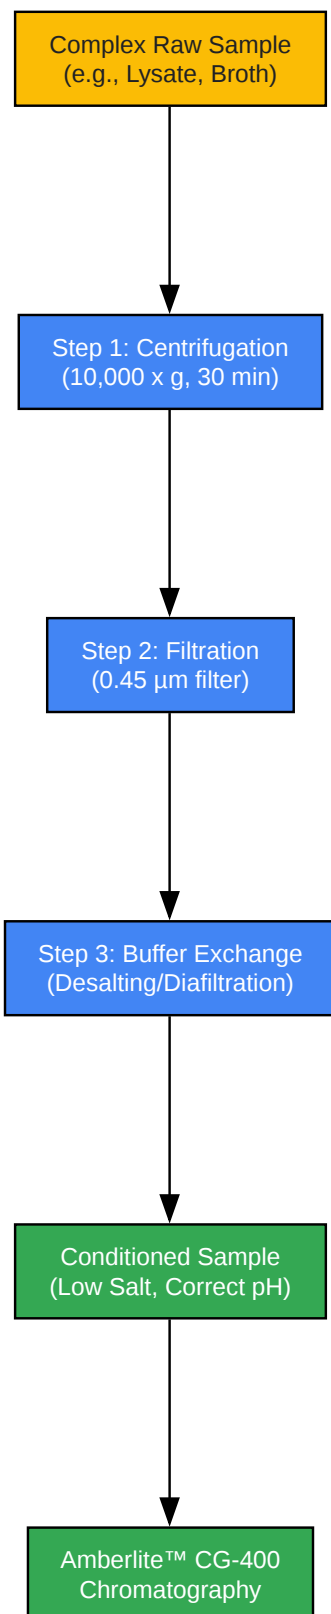 Complex Raw Sample
(e.g., Lysate, Broth)
Step 1: Centrifugation
(10,000 x g, 30 min)
Step 2: Filtration
(0.45 µm filter)
Step 3: Buffer Exchange
(Desalting/Diafiltration)
Conditioned Sample
(Low Salt, Correct pH)
Amberlite™ CG-400
Chromatography